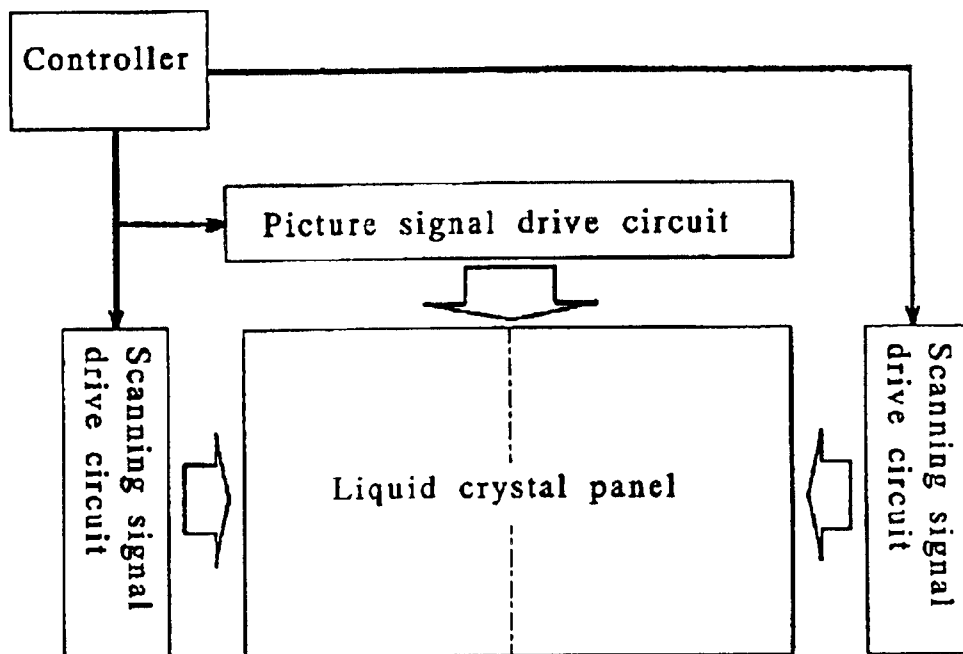 Controller
Picture signal drive circuit
Scanning signal
drive circuit
Liquid crystal panel
Scanning signal
drive circuit